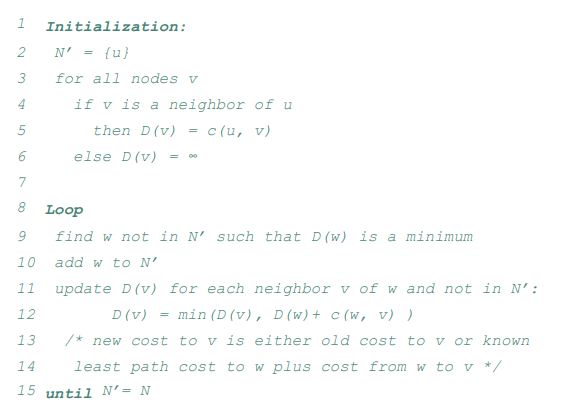 1 Initialization:
2 N’ = {u}
3 for all nodes v
4 if v is a neighbor of u
5 then D(v) = c(u, v)
6 else D(v) = ∞
7
8 Loop
9 find w not in N’ such that D(w) is a minimum
10 add w to N’
11 update D(v) for each neighbor v of w and not in N’:
12 D(v) = min(D(v), D(w)+ c(w, v) )
13 /* new cost to v is either old cost to v or known
14 least path cost to w plus cost from w to v */
15 until N’= N